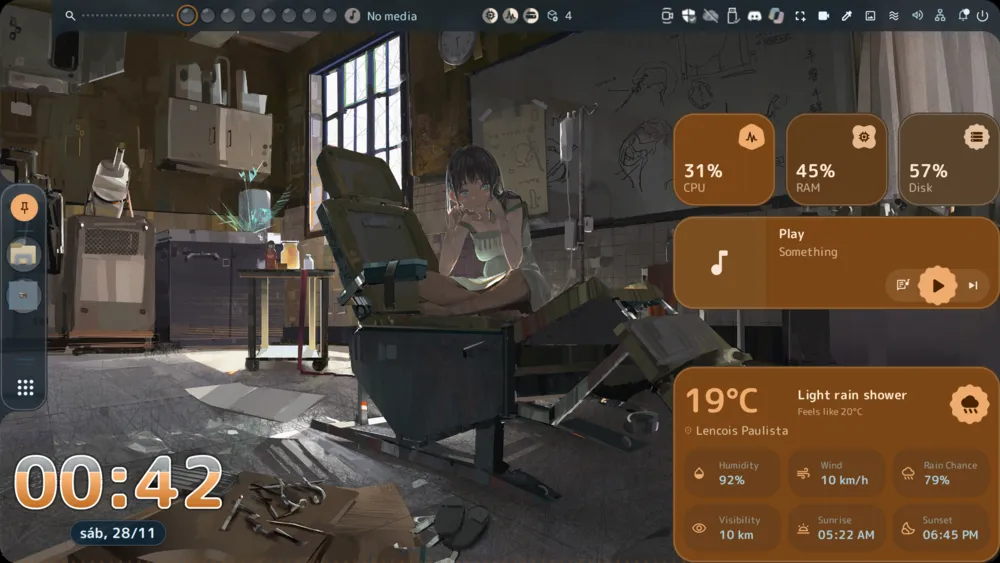 No media
4
31%
CPU
45%
RAM
57%
Disk
Play
Something
19°C
Light rain shower
Feels like 20°C
Lencois Paulista
Humidity
92%
Wind
10 km/h
Rain Chance
79%
Visibility
10 km
Sunrise
05:22 AM
Sunset
06:45 PM
00:42
sáb, 28/11